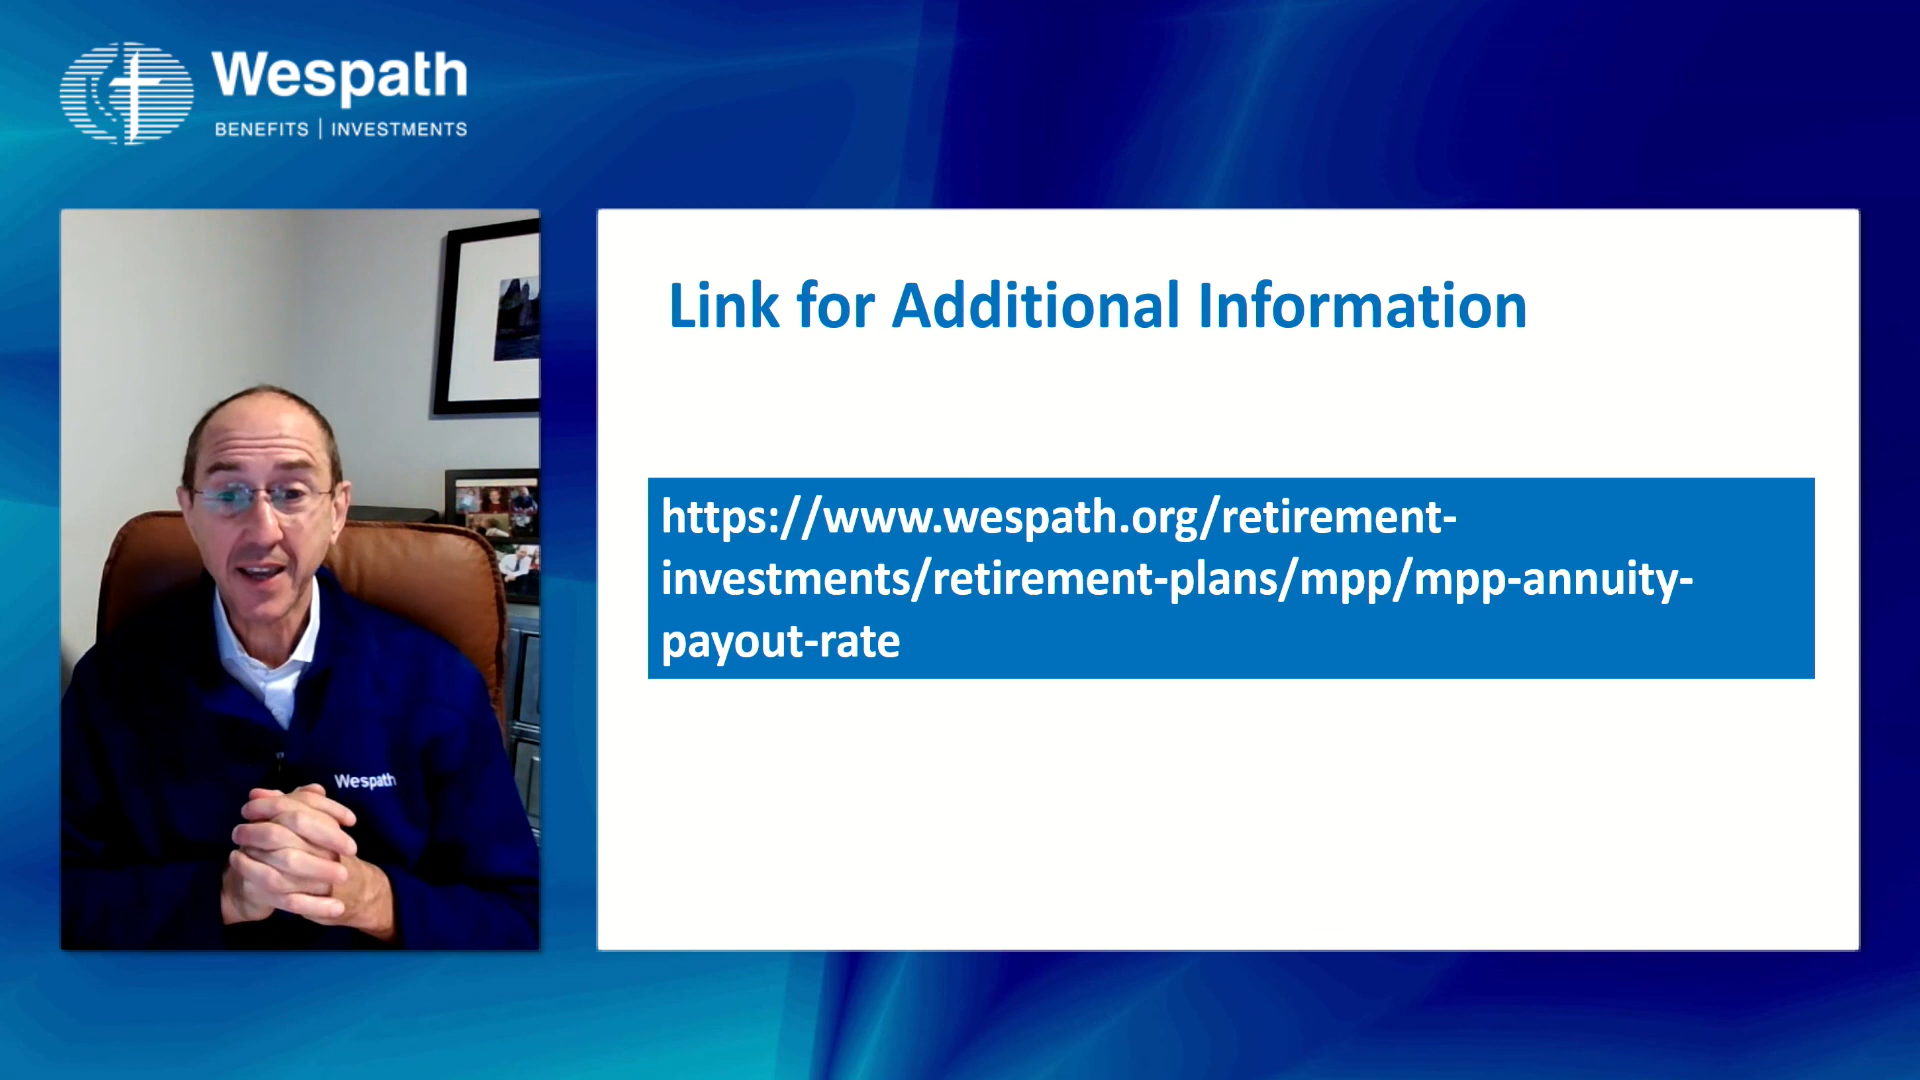 Wespath
BENEFITS | INVESTMENTS
Link for Additional Information
https://www.wespath.org/retirement-
investments/retirement-plans/mpp/mpp-annuity-
payout-rate
Wespath